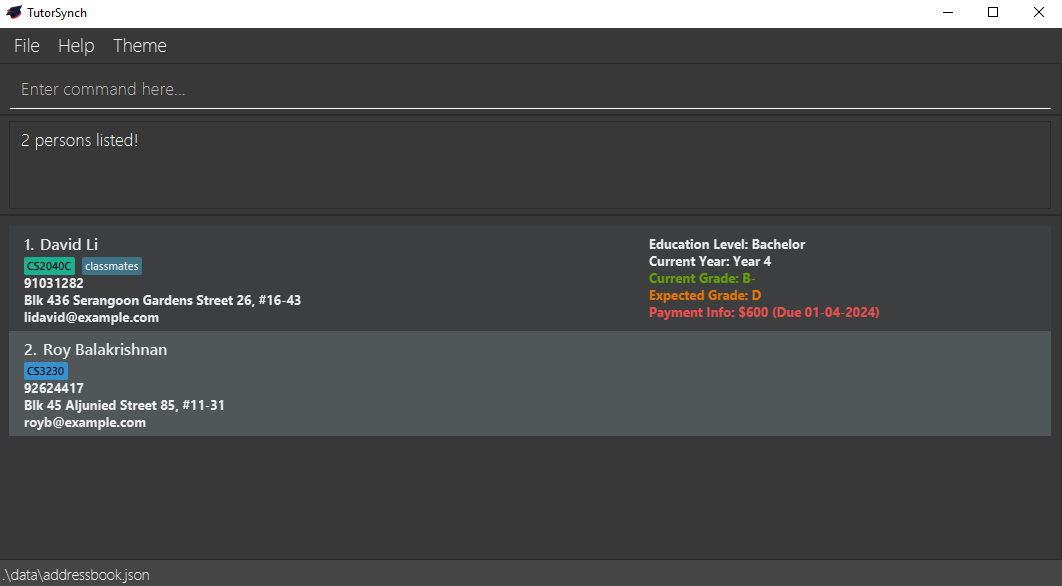 TutorSynch
File Help Theme
Enter command here...
2 persons listed!
1. David Li
CS2040C classmates
91031282
Blk 436 Serangoon Gardens Street 26, #16-43
lidavid@example.com
Education Level: Bachelor
Current Year: Year 4
Current Grade: B-
Expected Grade: D
Payment Info: $600 (Due 01-04-2024)
2. Roy Balakrishnan
CS3230
92624417
Blk 45 Aljunied Street 85, #11-31
royb@example.com
.\data\addressbook.json